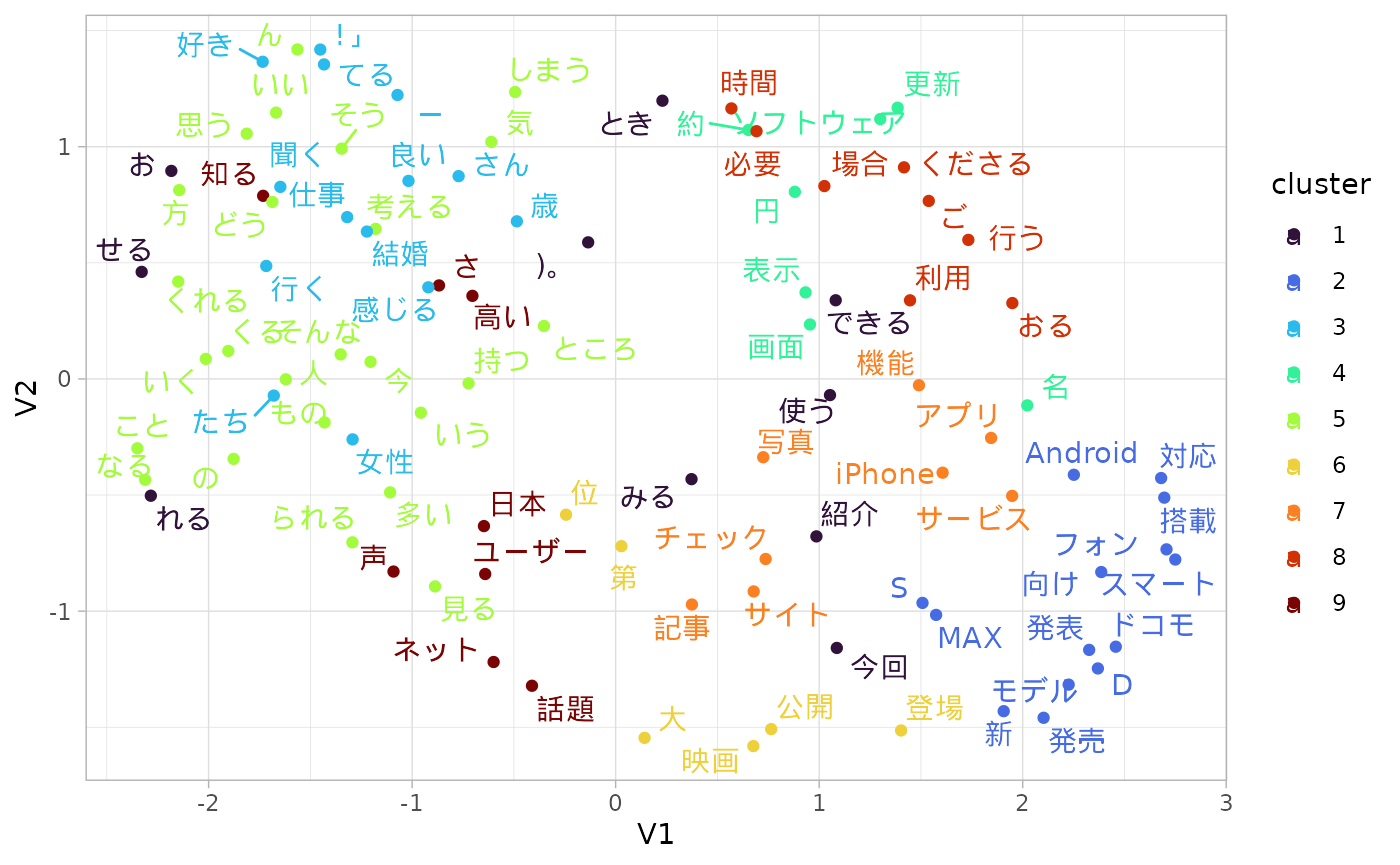 ん
!」
好き
てる
しまう
いい
時間
更新
そう
ー
思う
気
とき
約
ソフトウェア
聞く
良い
さん
お
知る
必要
場合
くださる
仕事
方
どう
考える
歳
円
ご
せる
結婚
行う
さ
)。
行く
表示
利用
くれる
感じる
高い
できる
おる
くる
そんな
ところ
画面
持つ
機能
いく
人
今
名
たち
もの
使う
アプリ
こと
いう
写真
Android
対応
なる
の
女性
iPhone
位
みる
日本
れる
られる
多い
紹介
サービス
搭載
声
ユーザー
チェック
フォン
第
向け
スマート
S
見る
記事
サイト
MAX
発表
ドコモ
ネット
今回
D
話題
大
公開
登場
モデル
新
映画
発売
1
0
-1
-2
-1
0
1
2
3
V1
V2
cluster
1
2
3
4
5
6
7
8
9